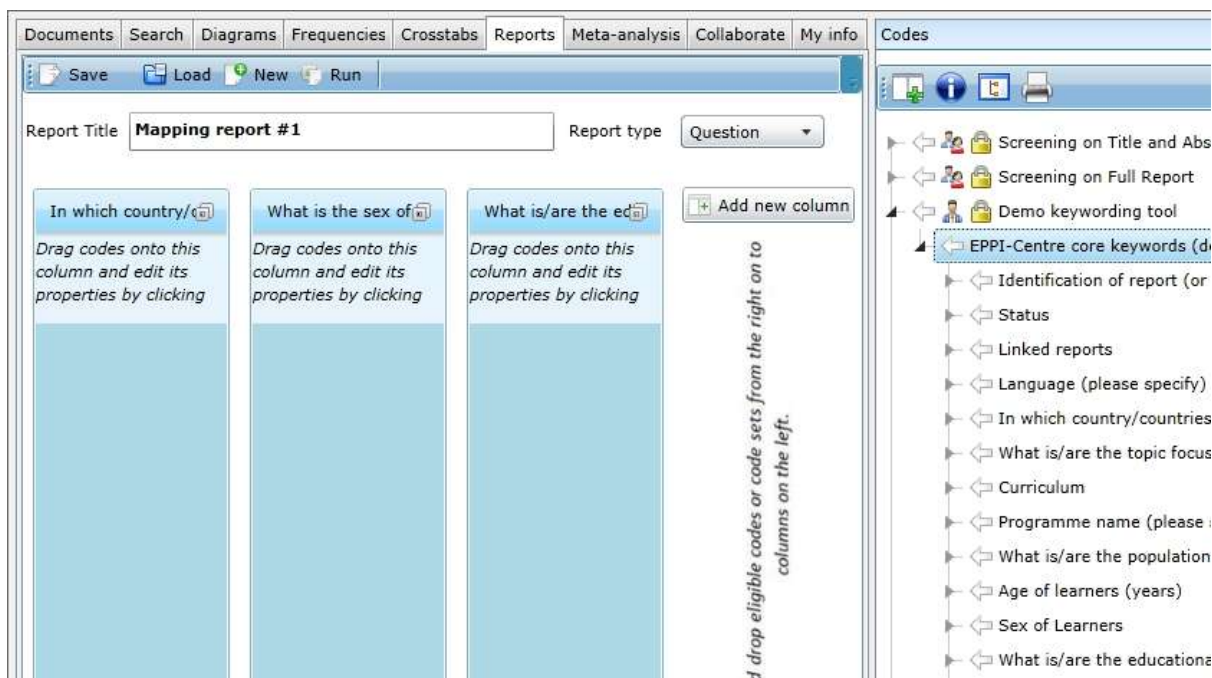 Documents Search Diagrams Frequencies Crosstabs Reports Meta-analysis Collaborate My info
Save Load New Run
Report Title Mapping report #1 Report type Question
In which country/c
What is the sex of
What is/are the ed
Add new column
Drag codes onto this
column and edit its
properties by clicking
Drag codes onto this
column and edit its
properties by clicking
Drag codes onto this
column and edit its
properties by clicking
d drop eligible codes or code sets from the right on to
columns on the left.
Codes
Screening on Title and Abs
Screening on Full Report
Demo keywording tool
EPPI-Centre core keywords (de
Identification of report (or
Status
Linked reports
Language (please specify)
In which country/countries
What is/are the topic focus
Curriculum
Programme name (please
What is/are the population
Age of learners (years)
Sex of Learners
What is/are the educationa